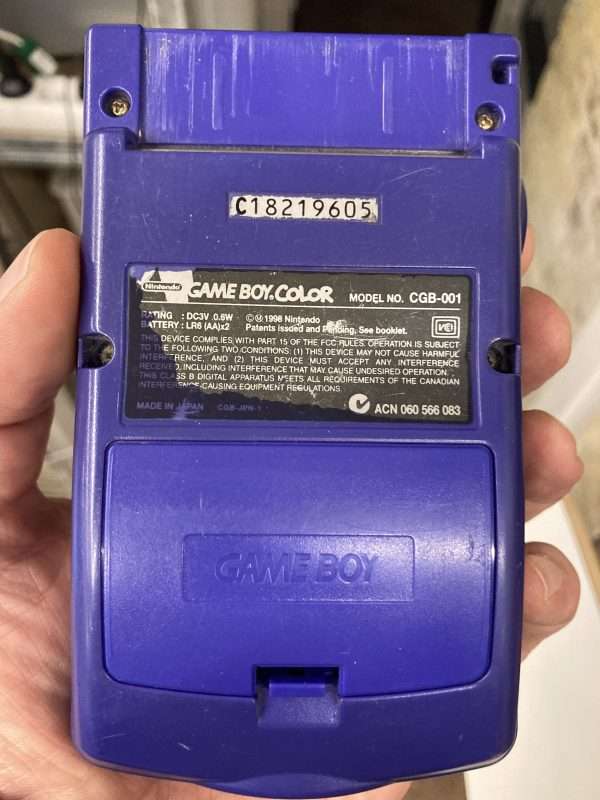 C18219605
Nintendo GAME BOY COLOR MODEL NO. CGB-001
RATING : DC3V 0.6W ©Ⓜ1998 Nintendo
BATTERY : LR6 (AA)x2 Patents issued and Pending. See booklet.
VCI
THIS DEVICE COMPLIES WITH PART 15 OF THE FCC RULES. OPERATION IS SUBJECT
TO THE FOLLOWING TWO CONDITIONS: (1) THIS DEVICE MAY NOT CAUSE HARMFUL
INTERFERENCE, AND (2) THIS DEVICE MUST ACCEPT ANY INTERFERENCE
RECEIVED, INCLUDING INTERFERENCE THAT MAY CAUSE UNDESIRED OPERATION.
THIS CLASS B DIGITAL APPARATUS MEETS ALL REQUIREMENTS OF THE CANADIAN
INTERFERENCE-CAUSING EQUIPMENT REGULATIONS.
MADE IN JAPAN CGB-JPN-1 ACN 060 566 083
GAME BOY